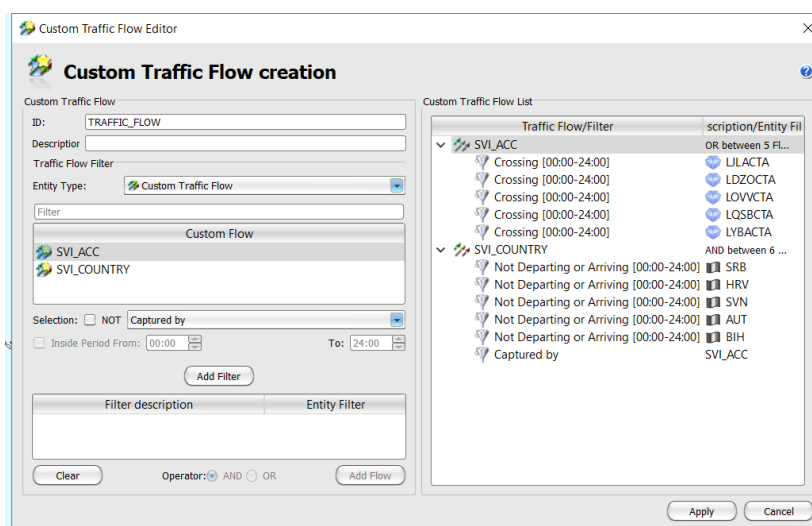 Custom Traffic Flow Editor
Custom Traffic Flow creation
Custom Traffic Flow
ID: TRAFFIC_FLOW
Descriptior
Traffic Flow Filter
Entity Type: Custom Traffic Flow
Filter
Custom Flow
SVI_ACC
SVI_COUNTRY
Selection: NOT Captured by
Inside Period From: 00:00 To: 24:00
Add Filter
Filter description Entity Filter
Clear Operator: AND OR Add Flow
Custom Traffic Flow List
Traffic Flow/Filter scription/Entity Fil
SVI_ACC OR between 5 Fl...
Crossing [00:00-24:00] LJLACTA
Crossing [00:00-24:00] LDZOCTA
Crossing [00:00-24:00] LOVVCTA
Crossing [00:00-24:00] LQSBCTA
Crossing [00:00-24:00] LYBACTA
SVI_COUNTRY AND between 6 ...
Not Departing or Arriving [00:00-24:00] SRB
Not Departing or Arriving [00:00-24:00] HRV
Not Departing or Arriving [00:00-24:00] SVN
Not Departing or Arriving [00:00-24:00] AUT
Not Departing or Arriving [00:00-24:00] BIH
Captured by SVI_ACC
Apply Cancel